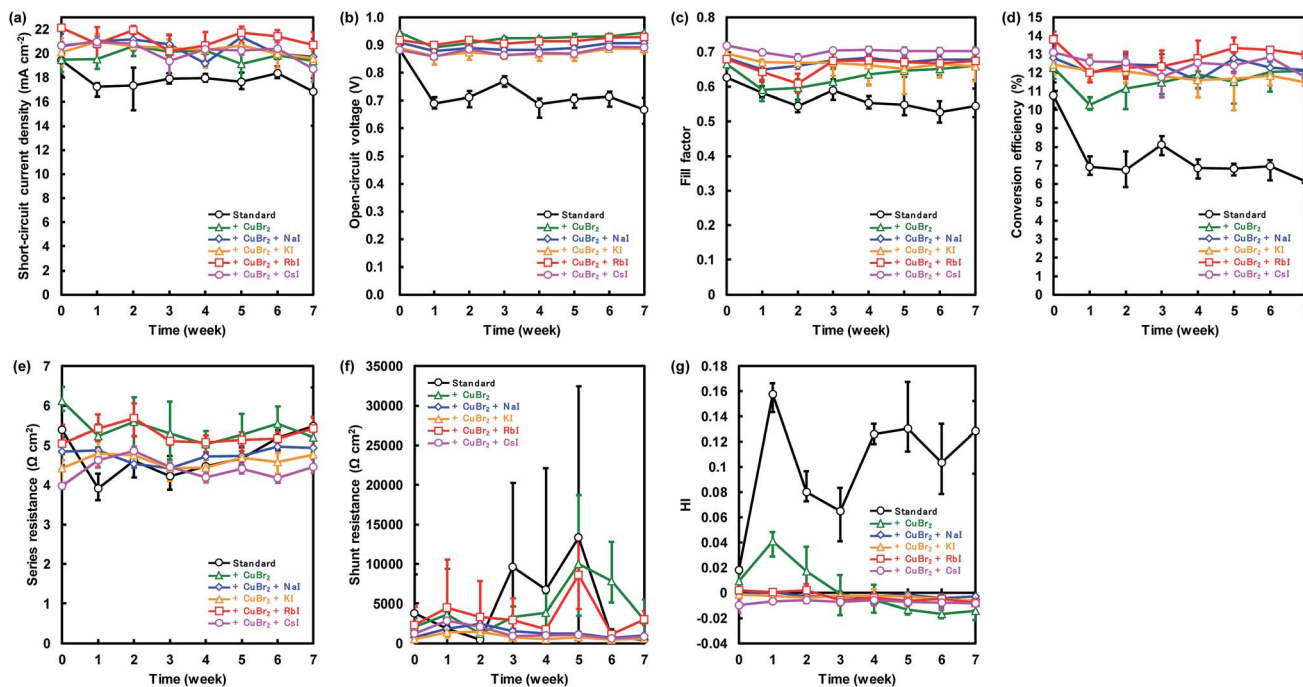 (a)
Short-circuit current density (mA cm⁻²)
22
20
18
16
14
12
10
8
6
4
2
0
Standard
+ CuBr₂
+ CuBr₂ + NaI
+ CuBr₂ + KI
+ CuBr₂ + RbI
+ CuBr₂ + CsI
0 1 2 3 4 5 6 7
Time (week)
(b)
Open-circuit voltage (V)
1.0
0.9
0.8
0.7
0.6
0.5
0.4
0.3
0.2
0.1
0.0
Standard
+ CuBr₂
+ CuBr₂ + NaI
+ CuBr₂ + KI
+ CuBr₂ + RbI
+ CuBr₂ + CsI
0 1 2 3 4 5 6 7
Time (week)
(c)
Fill factor
0.8
0.7
0.6
0.5
0.4
0.3
0.2
0.1
0
Standard
+ CuBr₂
+ CuBr₂ + NaI
+ CuBr₂ + KI
+ CuBr₂ + RbI
+ CuBr₂ + CsI
0 1 2 3 4 5 6 7
Time (week)
(d)
Conversion efficiency (%)
15
14
13
12
11
10
9
8
7
6
5
4
3
2
1
0
Standard
+ CuBr₂
+ CuBr₂ + NaI
+ CuBr₂ + KI
+ CuBr₂ + RbI
+ CuBr₂ + CsI
0 1 2 3 4 5 6 7
Time (week)
(e)
Series resistance (Ω cm²)
7
6
5
4
3
2
1
0
Standard
+ CuBr₂
+ CuBr₂ + NaI
+ CuBr₂ + KI
+ CuBr₂ + RbI
+ CuBr₂ + CsI
0 1 2 3 4 5 6 7
Time (week)
(f)
Shunt resistance (Ω cm²)
35000
30000
25000
20000
15000
10000
5000
0
Standard
+ CuBr₂
+ CuBr₂ + NaI
+ CuBr₂ + KI
+ CuBr₂ + RbI
+ CuBr₂ + CsI
0 1 2 3 4 5 6 7
Time (week)
(g)
HI
0.18
0.16
0.14
0.12
0.10
0.08
0.06
0.04
0.02
0
-0.02
-0.04
Standard
+ CuBr₂
+ CuBr₂ + NaI
+ CuBr₂ + KI
+ CuBr₂ + RbI
+ CuBr₂ + CsI
0 1 2 3 4 5 6 7
Time (week)